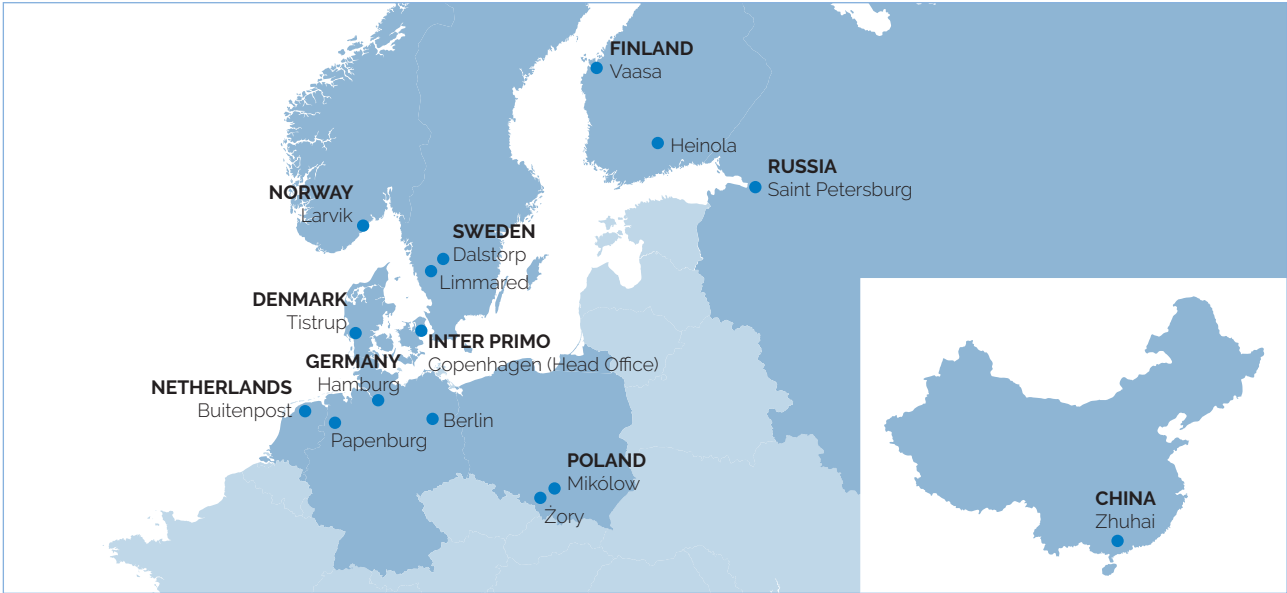 FINLAND
Vaasa
Heinola
RUSSIA
Saint Petersburg
NORWAY
Larvik
SWEDEN
Dalstorp
Limmared
DENMARK
Tistrup
INTER PRIMO
Copenhagen (Head Office)
GERMANY
Hamburg
NETHERLANDS
Buitenpost
Berlin
Papenburg
POLAND
Mikólow
Żory
CHINA
Zhuhai